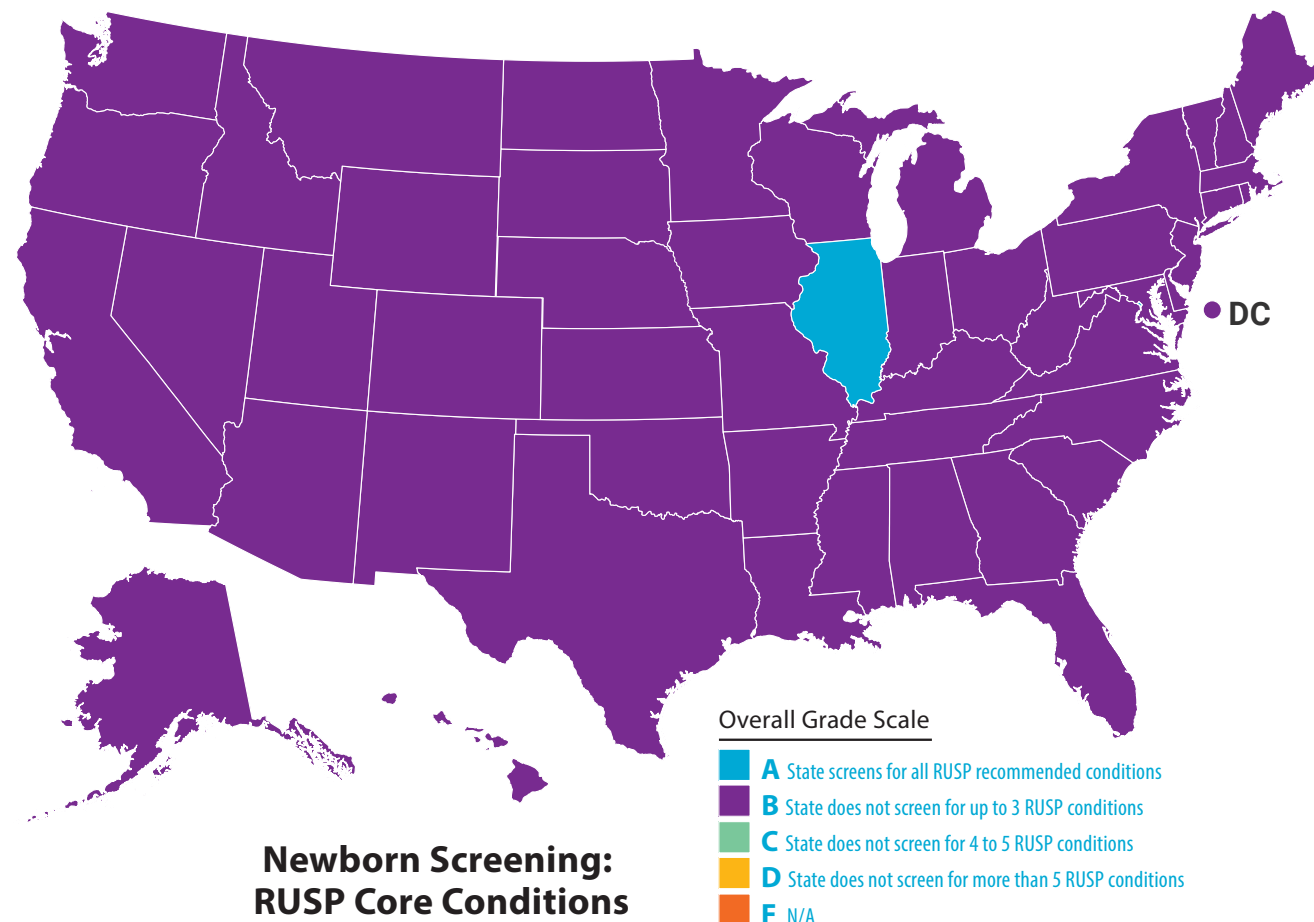 DC
Overall Grade Scale
A State screens for all RUSP recommended conditions
B State does not screen for up to 3 RUSP conditions
C State does not screen for 4 to 5 RUSP conditions
D State does not screen for more than 5 RUSP conditions
F N/A
Newborn Screening:
RUSP Core Conditions